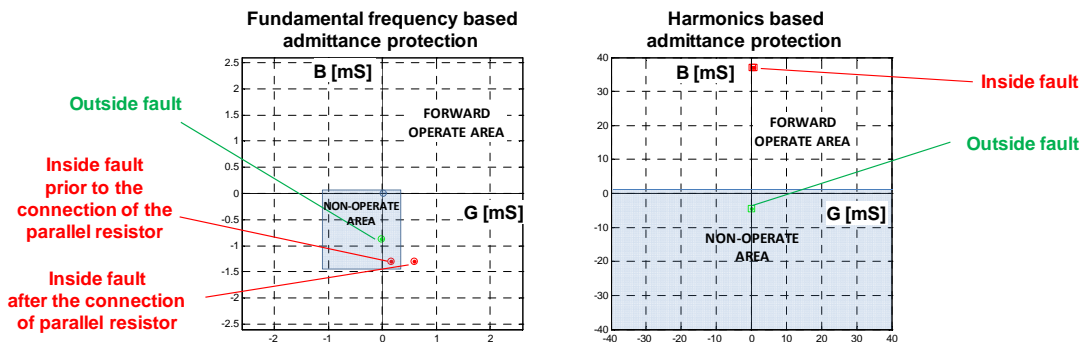 Fundamental frequency based
admittance protection
B [mS]
2.5
2
1.5
1
0.5
0
-0.5
-1
-1.5
-2
-2.5
-2
-1
0
1
2
FORWARD
OPERATE AREA
NON-OPERATE
AREA
G [mS]
Outside fault
Inside fault
prior to the
connection of the
parallel resistor
Inside fault
after the connection
of parallel resistor
Harmonics based
admittance protection
B [mS]
40
30
20
10
0
-10
-20
-30
-40
-40
-30
-20
-10
0
10
20
30
40
FORWARD
OPERATE AREA
G [mS]
NON-OPERATE
AREA
Inside fault
Outside fault